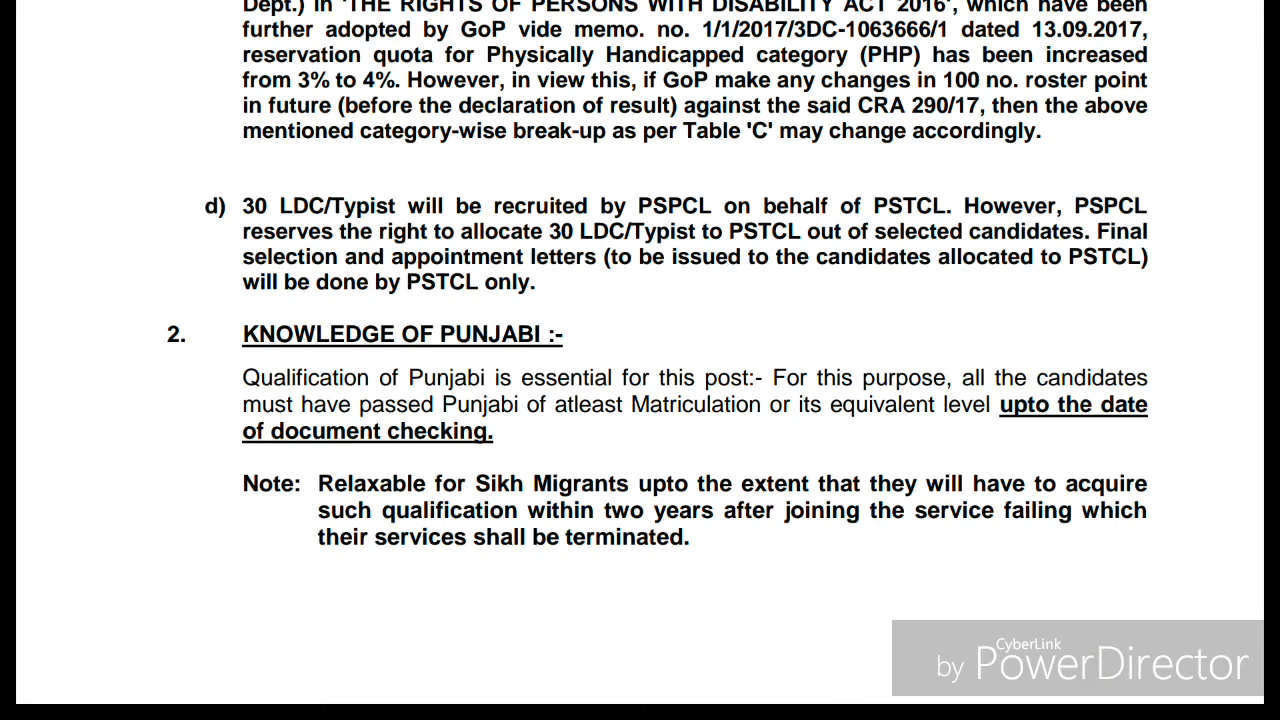 Dept.) in 'THE RIGHTS OF PERSONS WITH DISABILITY ACT 2016', which have been
further adopted by GoP vide memo. no. 1/1/2017/3DC-1063666/1 dated 13.09.2017,
reservation quota for Physically Handicapped category (PHP) has been increased
from 3% to 4%. However, in view this, if GoP make any changes in 100 no. roster point
in future (before the declaration of result) against the said CRA 290/17, then the above
mentioned category-wise break-up as per Table 'C' may change accordingly.
d) 30 LDC/Typist will be recruited by PSPCL on behalf of PSTCL. However, PSPCL
reserves the right to allocate 30 LDC/Typist to PSTCL out of selected candidates. Final
selection and appointment letters (to be issued to the candidates allocated to PSTCL)
will be done by PSTCL only.
2. KNOWLEDGE OF PUNJABI :-
Qualification of Punjabi is essential for this post:- For this purpose, all the candidates
must have passed Punjabi of atleast Matriculation or its equivalent level upto the date
of document checking.
Note: Relaxable for Sikh Migrants upto the extent that they will have to acquire
such qualification within two years after joining the service failing which
their services shall be terminated.
CyberLink
by PowerDirector